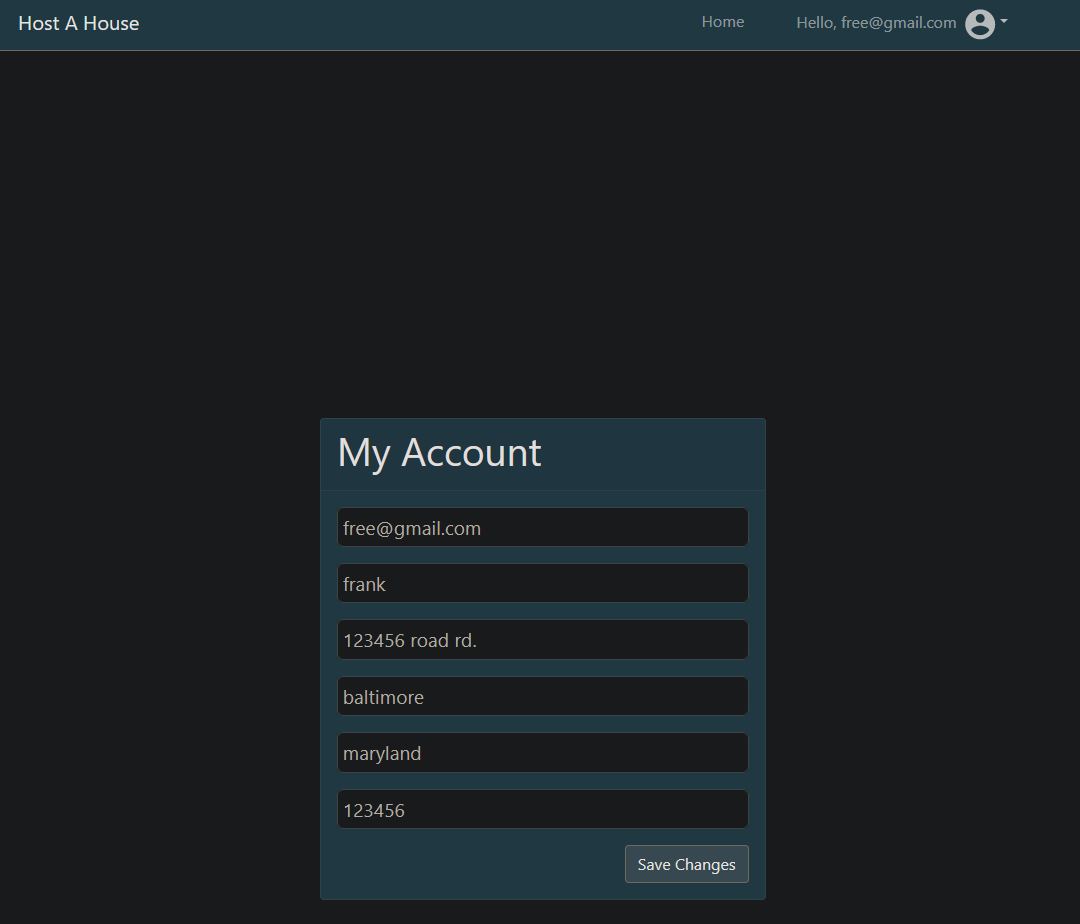 Host A House
Home
Hello, free@gmail.com
My Account
free@gmail.com
frank
123456 road rd.
baltimore
maryland
123456
Save Changes